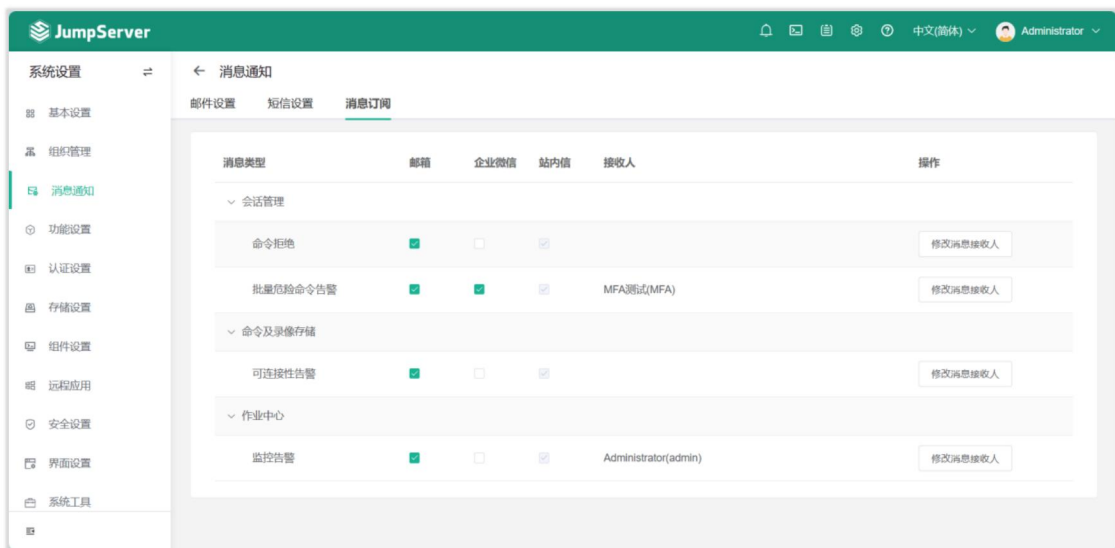 JumpServer
中文(简体)
Administrator
系统设置
消息通知
邮件设置 短信设置 消息订阅
基本设置
组织管理
消息通知
功能设置
认证设置
存储设置
组件设置
远程应用
安全设置
界面设置
系统工具
消息类型 邮箱 企业微信 站内信 接收人 操作
会话管理
命令拒绝 修改消息接收人
批量危险命令告警 MFA测试(MFA) 修改消息接收人
命令及录像存储
可连接性告警 修改消息接收人
作业中心
监控告警 Administrator(admin) 修改消息接收人